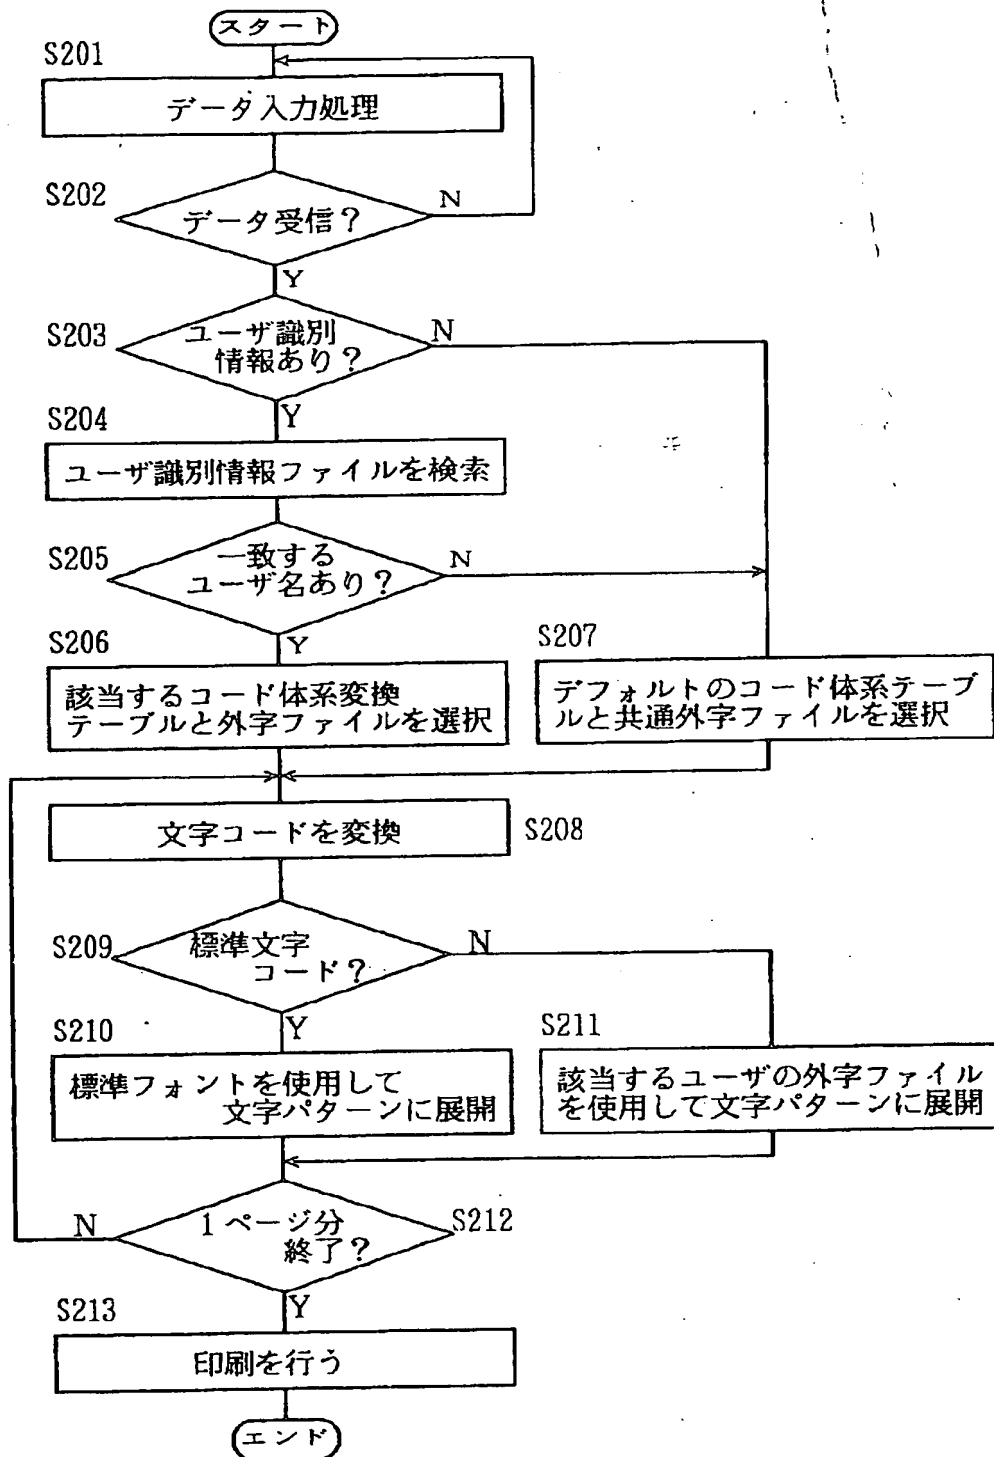 スタート
S201
データ入力処理
S202
データ受信？
N
Y
S203
ユーザ識別
情報あり？
N
Y
S204
ユーザ識別情報ファイルを検索
S205
一致する
ユーザ名あり？
N
Y
S206
該当するコード体系変換
テーブルと外字ファイルを選択
S207
デフォルトのコード体系テーブ
ルと共通外字ファイルを選択
文字コードを変換
S208
S209
標準文字
コード？
N
Y
S210
標準フォントを使用して
文字パターンに展開
S211
該当するユーザの外字ファイル
を使用して文字パターンに展開
N
1ページ分
終了？
S212
Y
S213
印刷を行う
エンド